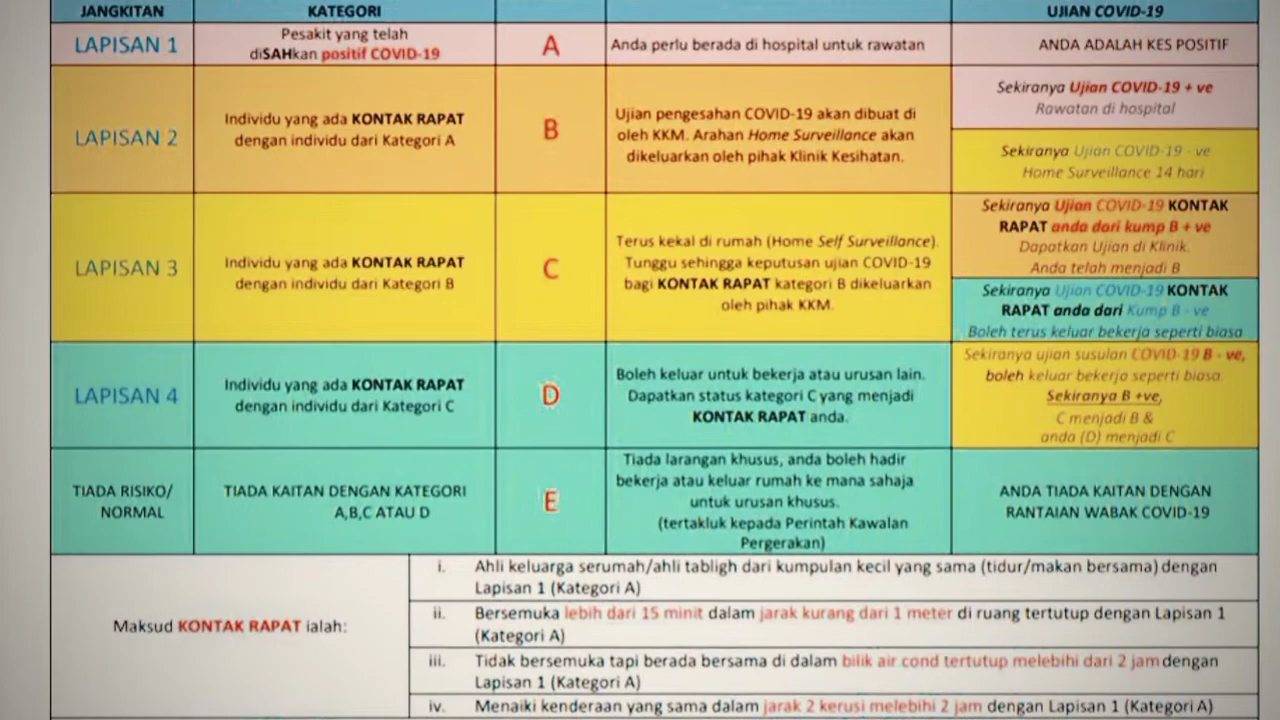 JANGKITAN
KATEGORI
UJIAN COVID-19
LAPISAN 1
Pesakit yang telah
diSAHkan positif COVID-19
A
Anda perlu berada di hospital untuk rawatan
ANDA ADALAH KES POSITIF
LAPISAN 2
Individu yang ada KONTAK RAPAT
dengan individu dari Kategori A
B
Ujian pengesahan COVID-19 akan dibuat di
oleh KKM. Arahan Home Surveillance akan
dikeluarkan oleh pihak Klinik Kesihatan.
Sekiranya Ujian COVID-19 + ve
Rawatan di hospital
Sekiranya Ujian COVID-19 - ve
Home Surveillance 14 hari
LAPISAN 3
Individu yang ada KONTAK RAPAT
dengan individu dari Kategori B
C
Terus kekal di rumah (Home Self Surveillance).
Tunggu sehingga keputusan ujian COVID-19
bagi KONTAK RAPAT kategori B dikeluarkan
oleh pihak KKM.
Sekiranya Ujian COVID-19 KONTAK
RAPAT anda dari kump B + ve
Dapatkan Ujian di Klinik.
Anda telah menjadi B
Sekiranya Ujian COVID-19 KONTAK
RAPAT anda dari Kump B - ve
Boleh terus keluar bekerja seperti biasa
LAPISAN 4
Individu yang ada KONTAK RAPAT
dengan individu dari Kategori C
D
Boleh keluar untuk bekerja atau urusan lain.
Dapatkan status kategori C yang menjadi
KONTAK RAPAT anda.
Sekiranya ujian susulan COVID-19 B - ve,
boleh keluar bekerja seperti biasa.
Sekiranya B +ve,
C menjadi B &
anda (D) menjadi C
TIADA RISIKO/
NORMAL
TIADA KAITAN DENGAN KATEGORI
A,B,C ATAU D
E
Tiada larangan khusus, anda boleh hadir
bekerja atau keluar rumah ke mana sahaja
untuk urusan khusus.
(tertakluk kepada Perintah Kawalan
Pergerakan)
ANDA TIADA KAITAN DENGAN
RANTAIAN WABAK COVID-19
Maksud KONTAK RAPAT ialah:
i. Ahli keluarga serumah/ahli tabligh dari kumpulan kecil yang sama (tidur/makan bersama) dengan
Lapisan 1 (Kategori A)
ii. Bersemuka lebih dari 15 minit dalam jarak kurang dari 1 meter di ruang tertutup dengan Lapisan 1
(Kategori A)
iii. Tidak bersemuka tapi berada bersama di dalam bilik air cond tertutup melebihi dari 2 jam dengan
Lapisan 1 (Kategori A)
iv. Menaiki kenderaan yang sama dalam jarak 2 kerusi melebihi 2 jam dengan Lapisan 1 (Kategori A)